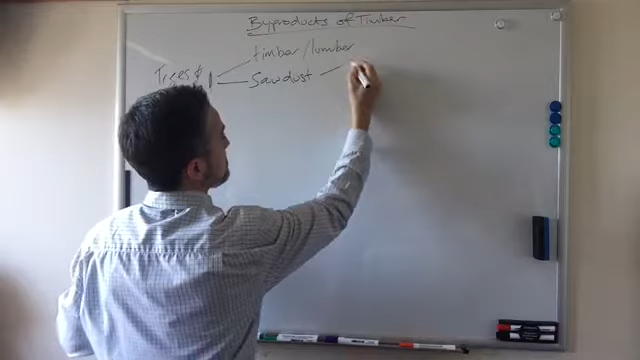 Byproducts of Timber
timber/lumber
Trees
Sawdust